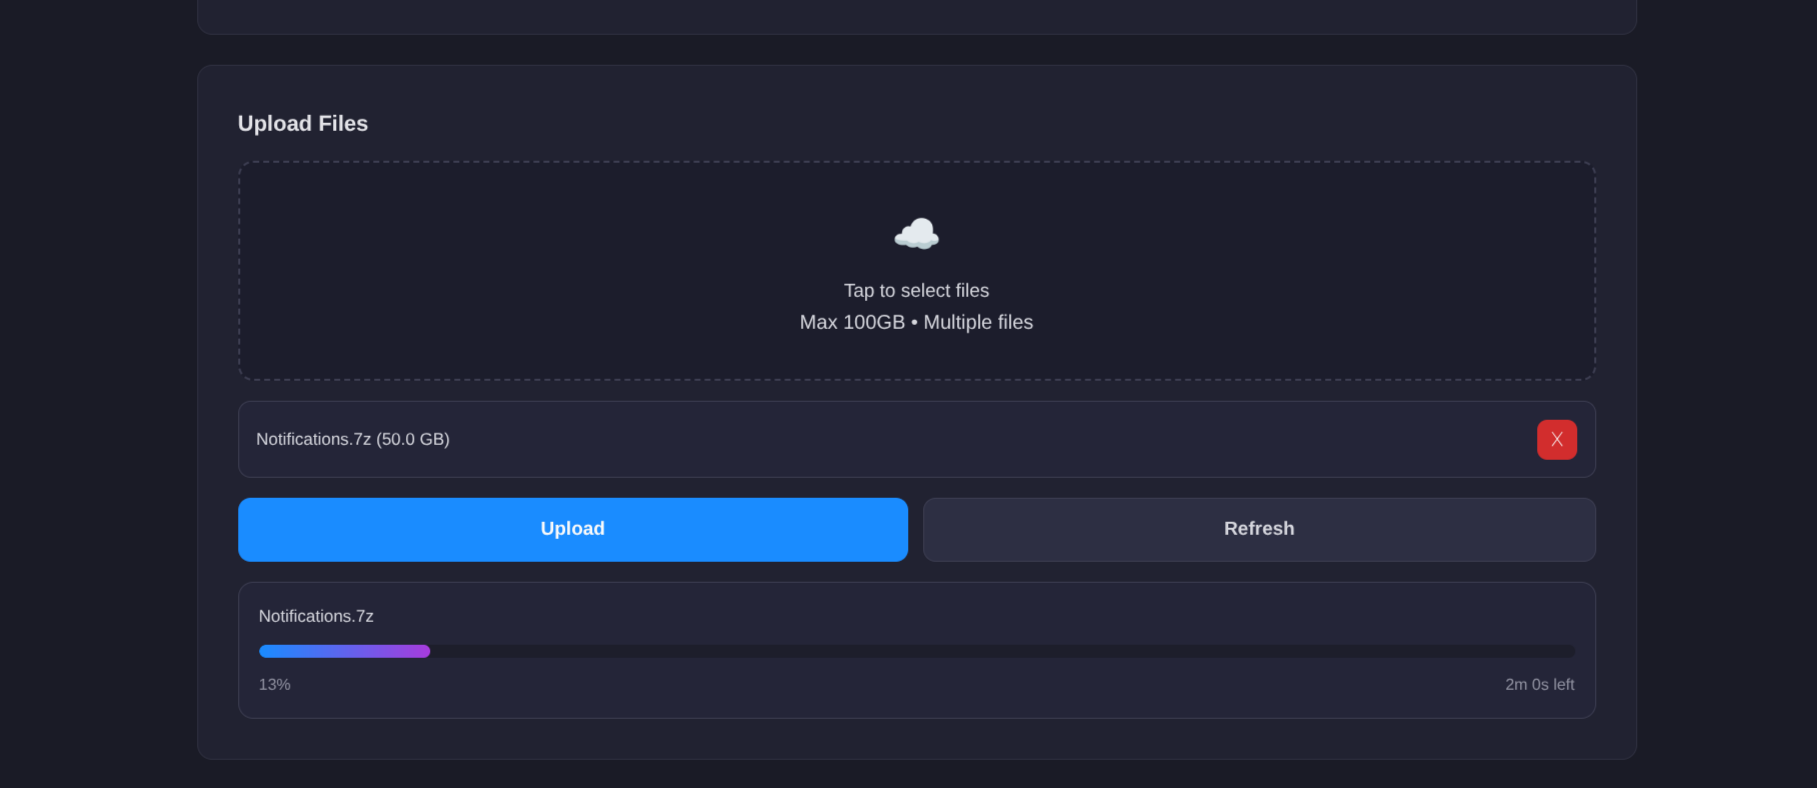 Upload Files
Tap to select files
Max 100GB • Multiple files
Notifications.7z (50.0 GB)
X
Upload
Refresh
Notifications.7z
13%
2m 0s left